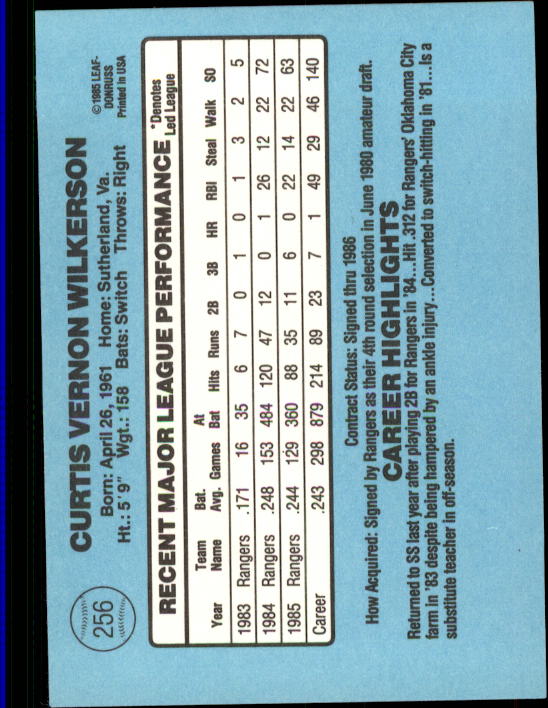 256
CURTIS VERNON WILKERSON
Born: April 26, 1961 Home: Sutherland, Va.
Ht.: 5'9" Wgt.: 158 Bats: Switch Throws: Right
©1985 LEAF-
DONRUSS
Printed in USA
RECENT MAJOR LEAGUE PERFORMANCE *Denotes Led League
Year Team Name Bat. Avg. Games At Bat Hits Runs 2B 3B HR RBI Steal Walk SO
1983 Rangers .171 16 35 6 7 0 1 0 1 3 2 5
1984 Rangers .248 153 484 120 47 12 0 1 26 12 22 72
1985 Rangers .244 129 360 88 35 11 6 0 22 14 22 63
Career .243 298 879 214 89 23 7 1 49 29 46 140
Contract Status: Signed thru 1986
How Acquired: Signed by Rangers as their 4th round selection in June 1980 amateur draft.
CAREER HIGHLIGHTS
Returned to SS last year after playing 2B for Rangers in '84...Hit .312 for Rangers' Oklahoma City
farm in '83 despite being hampered by an ankle injury...Converted to switch-hitting in '81...Is a
substitute teacher in off-season.